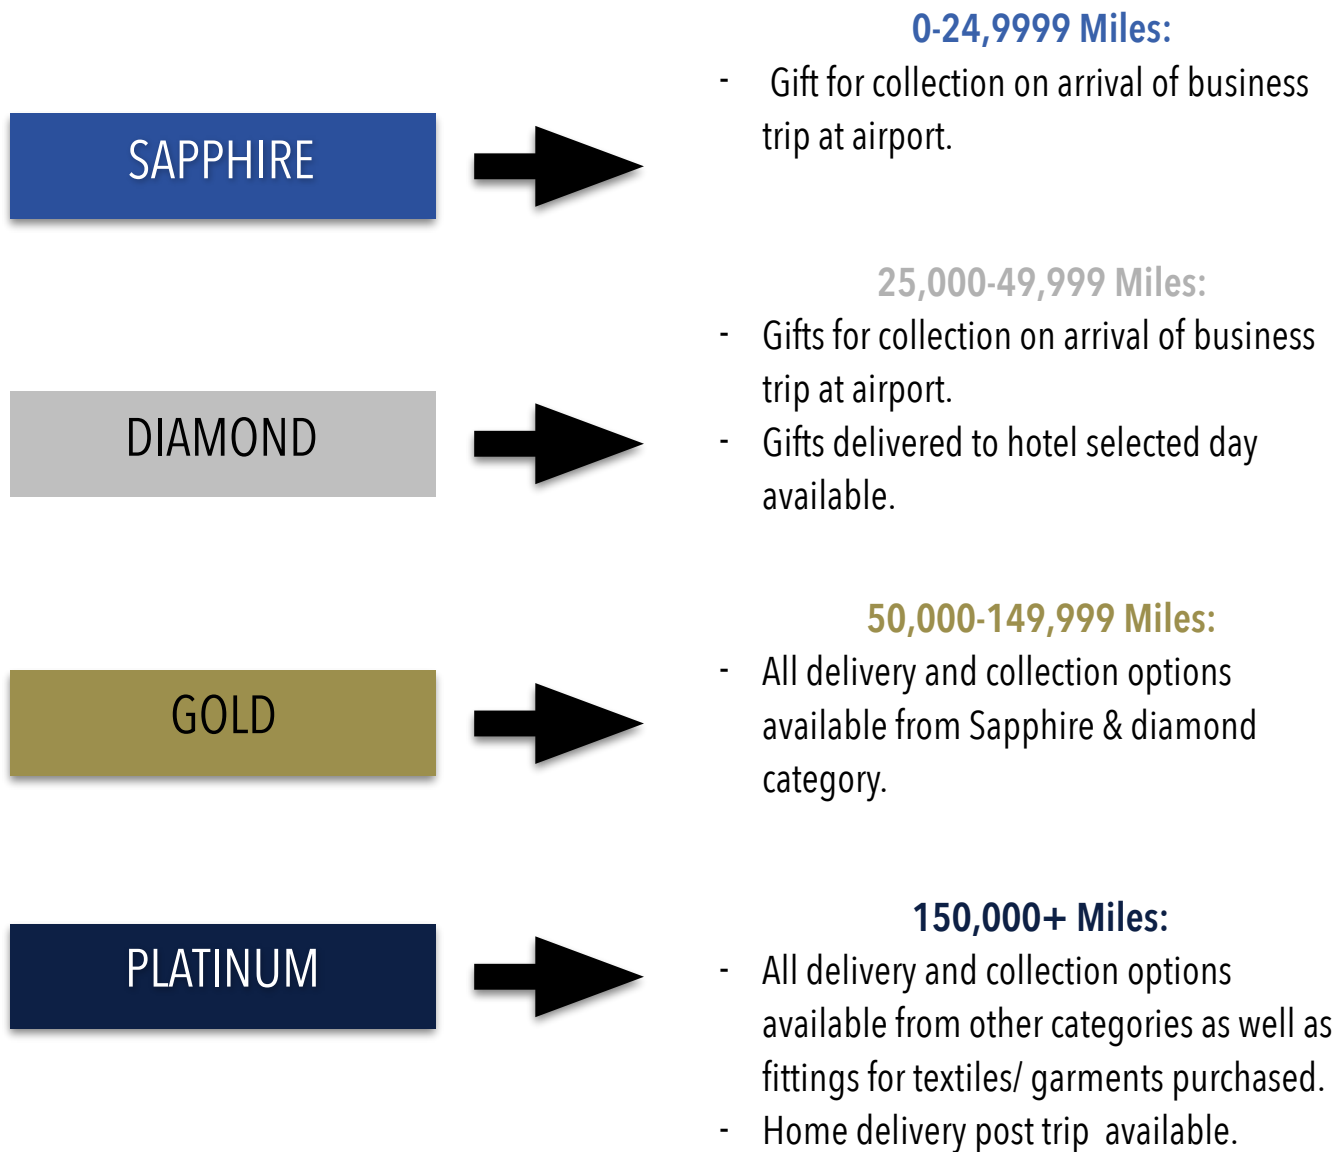 0-24,9999 Miles:
SAPPHIRE
- Gift for collection on arrival of business
trip at airport.
25,000-49,999 Miles:
DIAMOND
- Gifts for collection on arrival of business
trip at airport.
- Gifts delivered to hotel selected day
available.
50,000-149,999 Miles:
GOLD
- All delivery and collection options
available from Sapphire & diamond
category.
150,000+ Miles:
PLATINUM
- All delivery and collection options
available from other categories as well as
fittings for textiles/ garments purchased.
- Home delivery post trip  available.